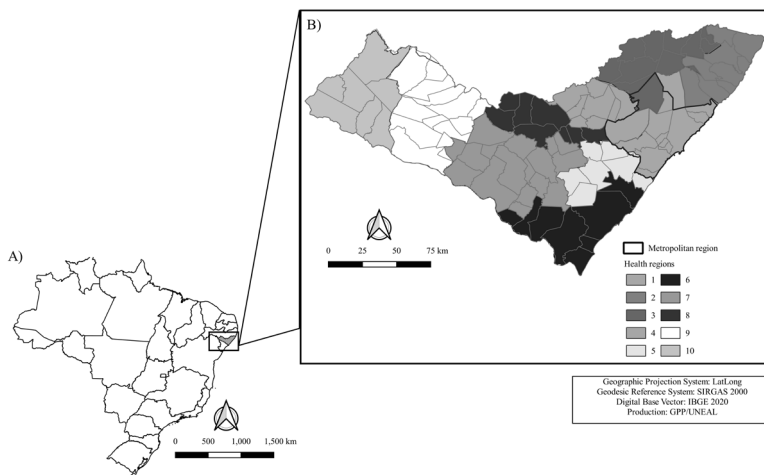 B)
0 25 50 75 km
Metropolitan region
Health regions
1 6
2 7
3 8
4 9
5 10
A)
0 500 1,000 1,500 km
Geographic Projection System: LatLong
Geodesic Reference System: SIRGAS 2000
Digital Base Vector: IBGE 2020
Production: GPP/UNEAL